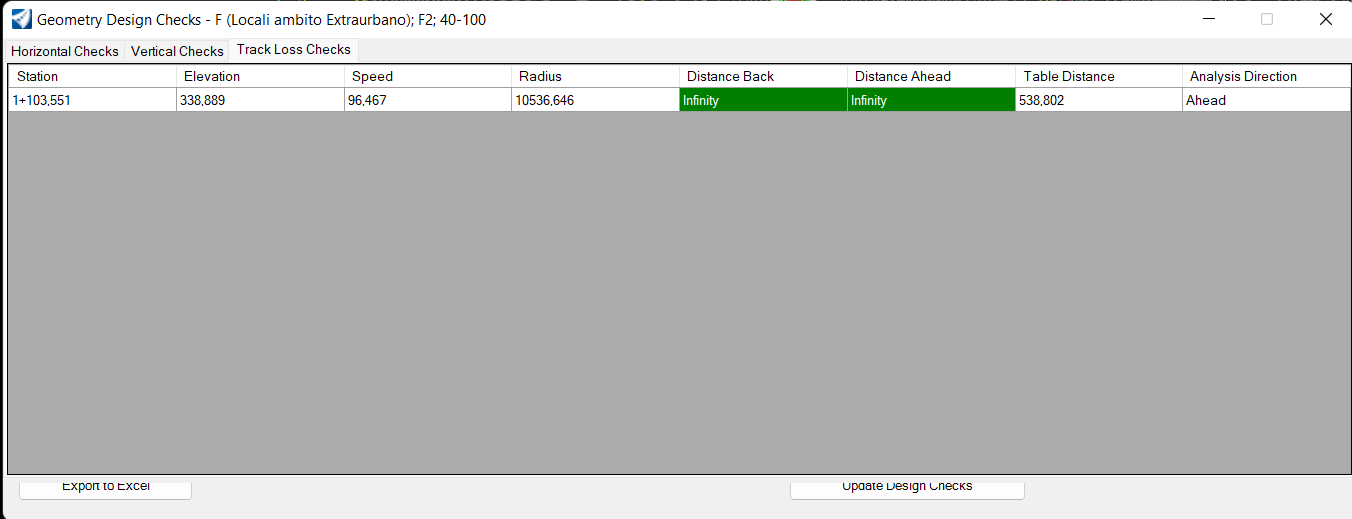 Geometry Design Checks - F (Locali ambito Extraurbano); F2; 40-100
Horizontal Checks Vertical Checks Track Loss Checks
Station Elevation Speed Radius Distance Back Distance Ahead Table Distance Analysis Direction
1+103,551 338,889 96,467 10536,646 Infinity Infinity 538,802 Ahead
Export to Excel Update Design Checks